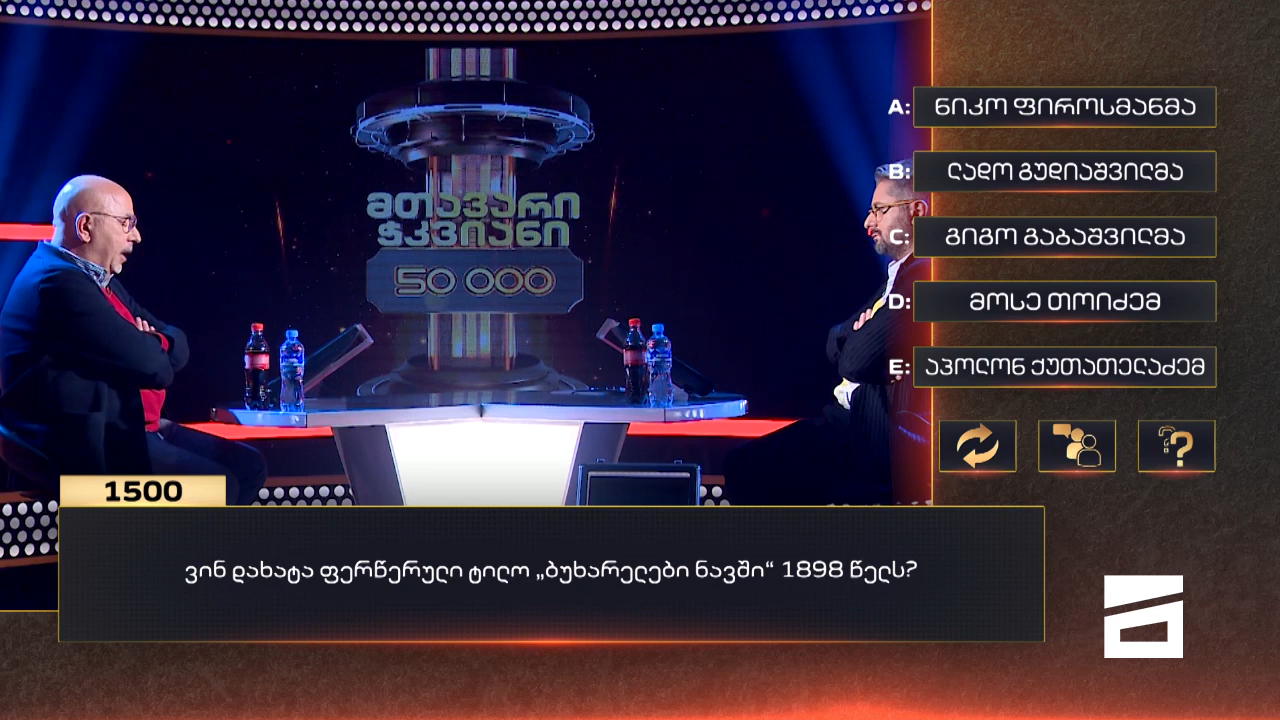 მთავარი
ჭკვიანი
50 000
A: ნიკო ფიროსმანმა
B: ლადო გუდიაშვილმა
C: გიგო გაბაშვილმა
D: მოსე თოიძემ
E: აპოლონ ქუთათელაძემ
1500
ვინ დახატა ფერწერული ტილო „ბუხარელები ნავში“ 1898 წელს?